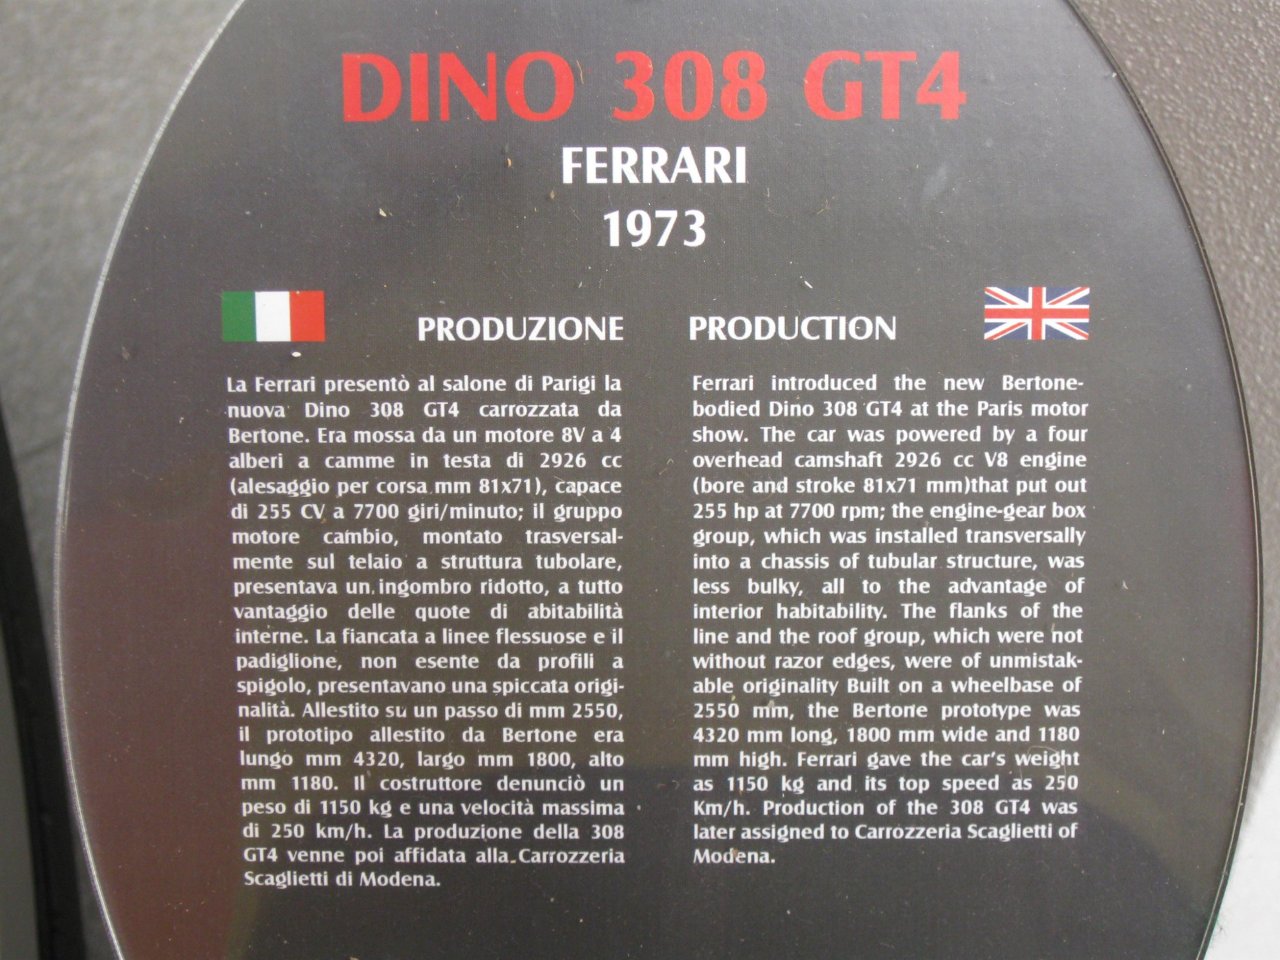 DINO 308 GT4
FERRARI
1973
PRODUZIONE
La Ferrari presentò al salone di Parigi la
nuova Dino 308 GT4 carrozzata da
Bertone. Era mossa da un motore 8V a 4
alberi a camme in testa di 2926 cc
(alesaggio per corsa mm 81x71), capace
di 255 CV a 7700 giri/minuto; il gruppo
motore cambio, montato trasversal-
mente sul telaio a struttura tubolare,
presentava un ingombro ridotto, a tutto
vantaggio delle quote di abitabilità
interne. La fiancata a linee flessuose e il
padiglione, non esente da profili a
spigolo, presentavano una spiccata origi-
nalità. Allestito su un passo di mm 2550,
il prototipo allestito da Bertone era
lungo mm 4320, largo mm 1800, alto
mm 1180. Il costruttore denunciò un
peso di 1150 kg e una velocità massima
di 250 km/h. La produzione della 308
GT4 venne poi affidata alla Carrozzeria
Scaglietti di Modena.
PRODUCTION
Ferrari introduced the new Bertone-
bodied Dino 308 GT4 at the Paris motor
show. The car was powered by a four
overhead camshaft 2926 cc V8 engine
(bore and stroke 81x71 mm)that put out
255 hp at 7700 rpm; the engine-gear box
group, which was installed transversally
into a chassis of tubular structure, was
less bulky, all to the advantage of
interior habitability. The flanks of the
line and the roof group, which were not
without razor edges, were of unmistak-
able originality Built on a wheelbase of
2550 mm, the Bertone prototype was
4320 mm long, 1800 mm wide and 1180
mm high. Ferrari gave the car's weight
as 1150 kg and its top speed as 250
Km/h. Production of the 308 GT4 was
later assigned to Carrozzeria Scaglietti of
Modena.